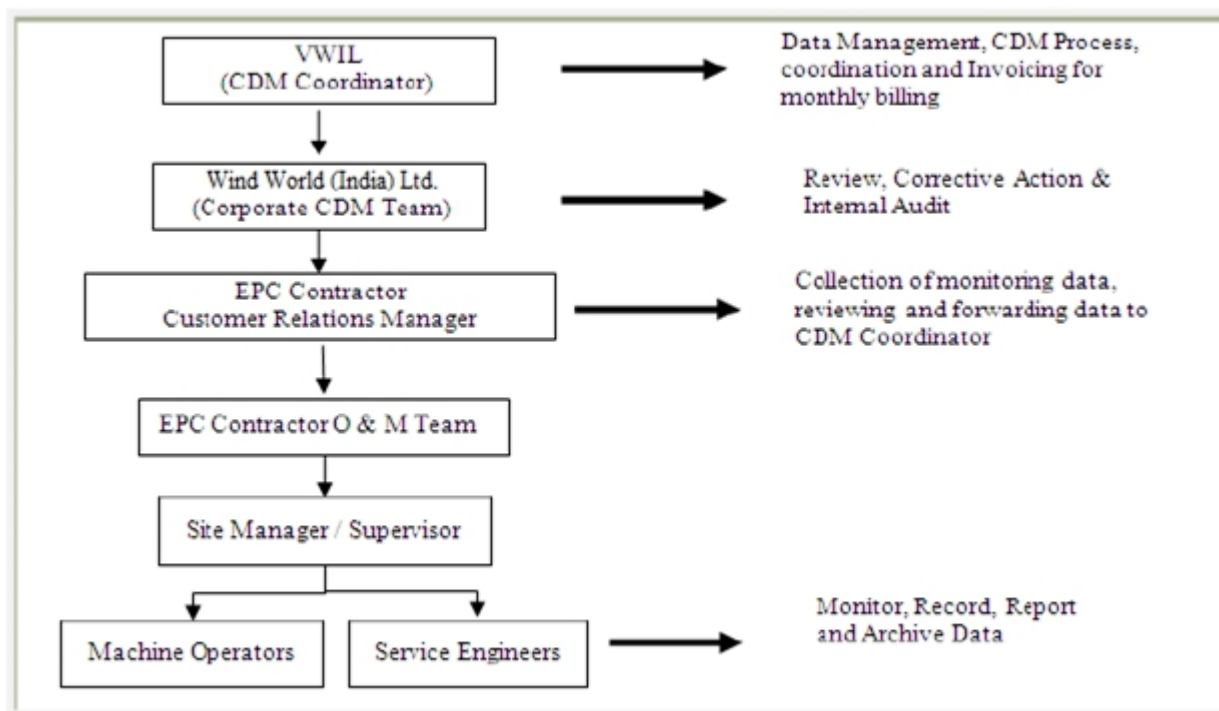 VWIL
(CDM Coordinator)
Data Management, CDM Process,
coordination and Invoicing for
monthly billing
Wind World (India) Ltd.
(Corporate CDM Team)
Review, Corrective Action &
Internal Audit
EPC Contractor
Customer Relations Manager
Collection of monitoring data,
reviewing and forwarding data to
CDM Coordinator
EPC Contractor O & M Team
Site Manager / Supervisor
Machine Operators
Service Engineers
Monitor, Record, Report
and Archive Data